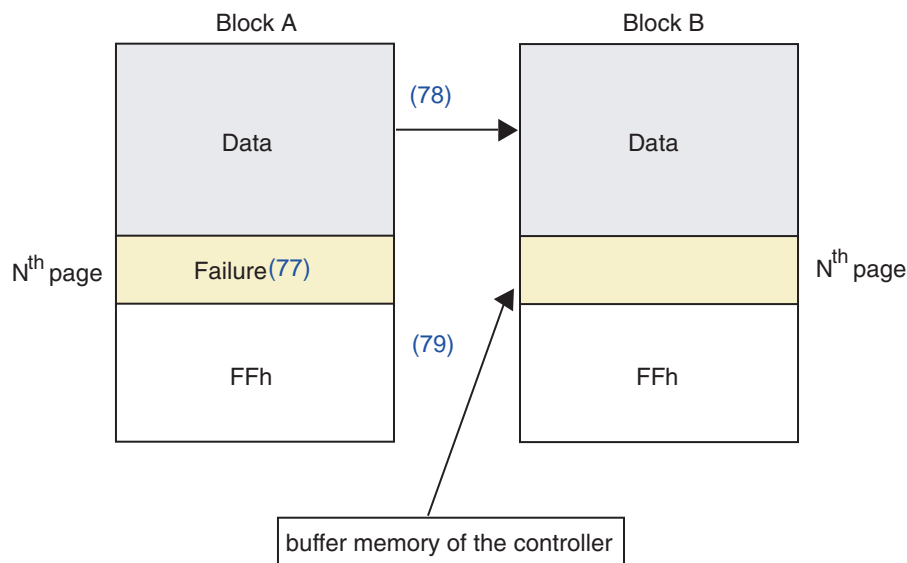 Block A
Block B
(78)
Data
Data
Nth page
Failure(77)
Nth page
(79)
FFh
FFh
buffer memory of the controller